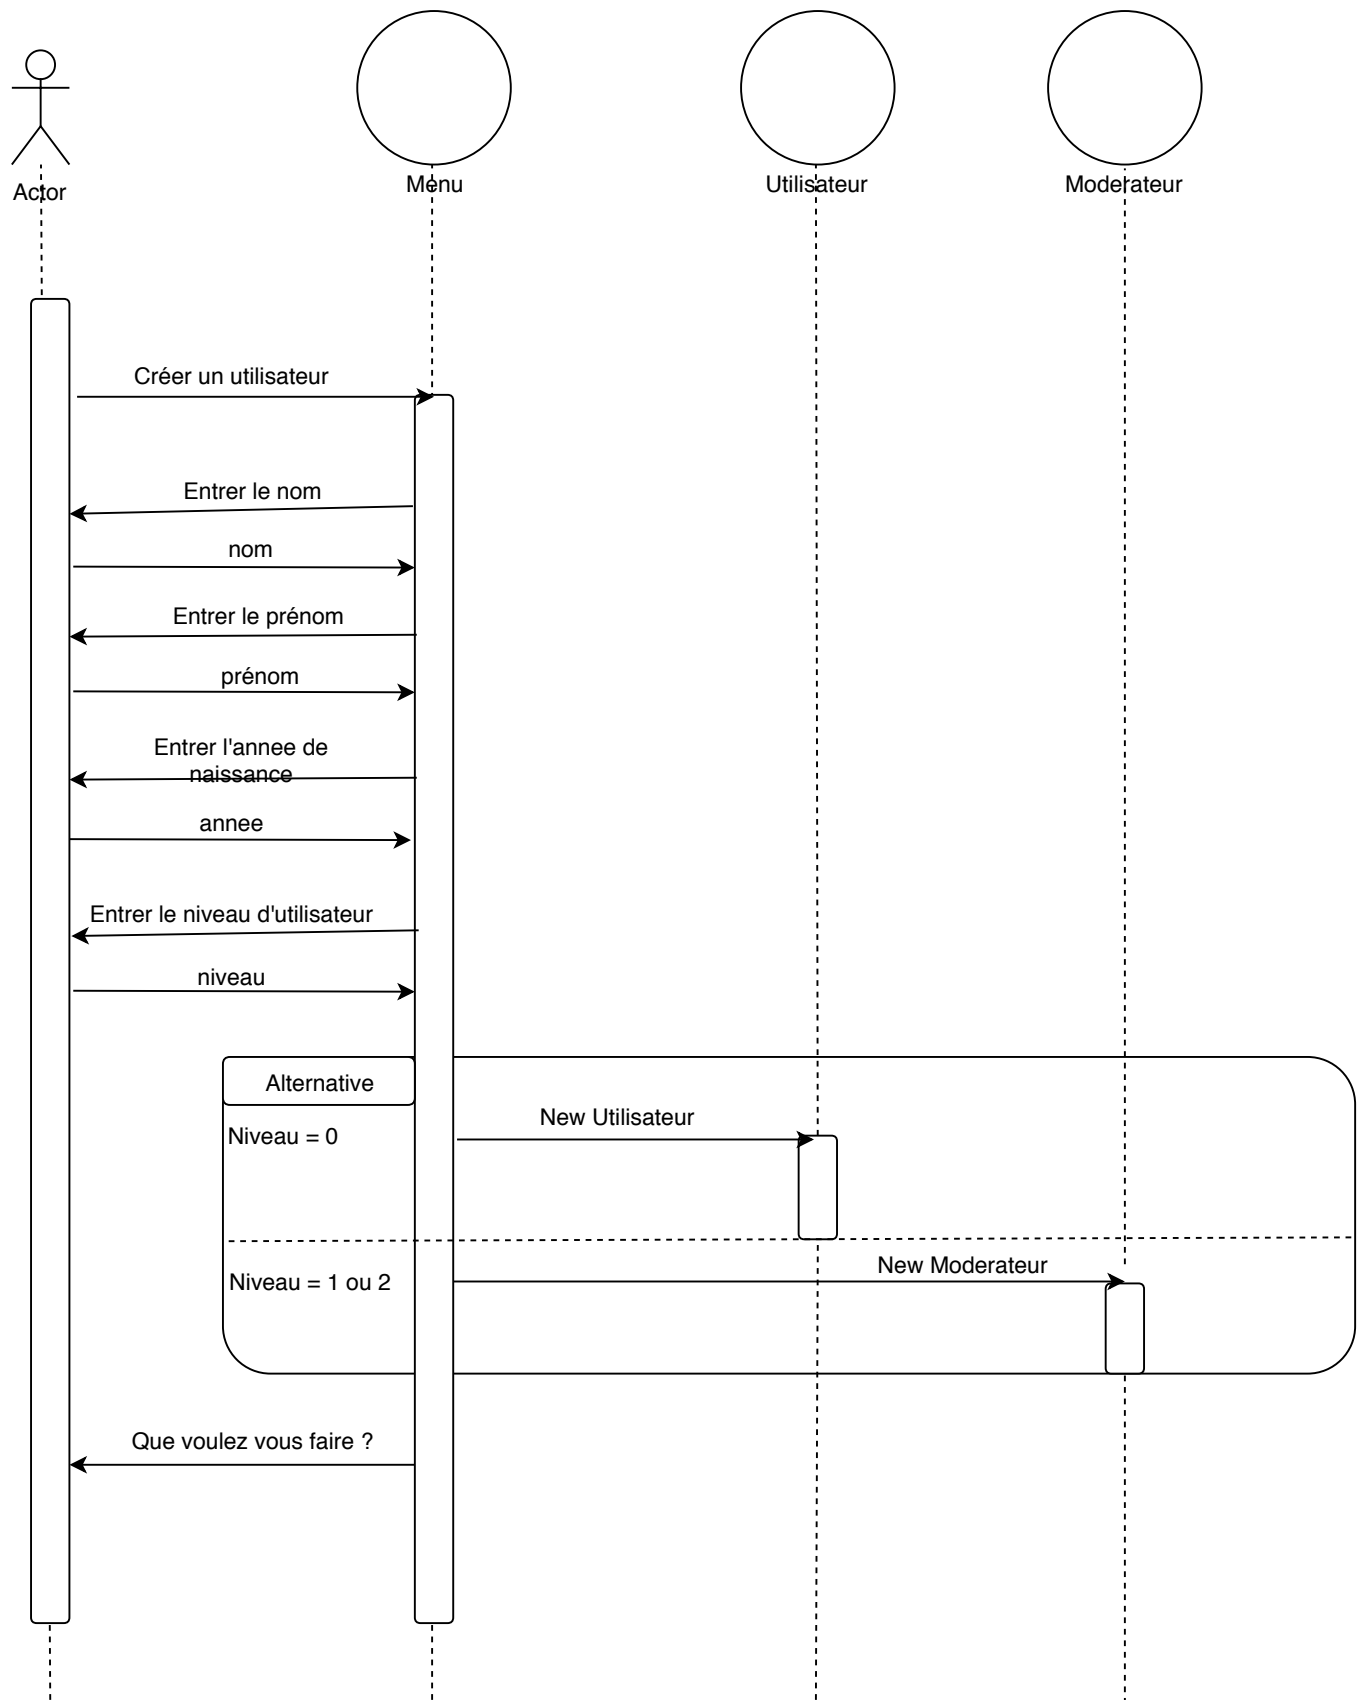 Actor
Menu
Utilisateur
Moderateur
Créer un utilisateur
Entrer le nom
nom
Entrer le prénom
prénom
Entrer l'annee de
naissance
annee
Entrer le niveau d'utilisateur
niveau
Alternative
New Utilisateur
Niveau = 0
New Moderateur
Niveau = 1 ou 2
Que voulez vous faire ?